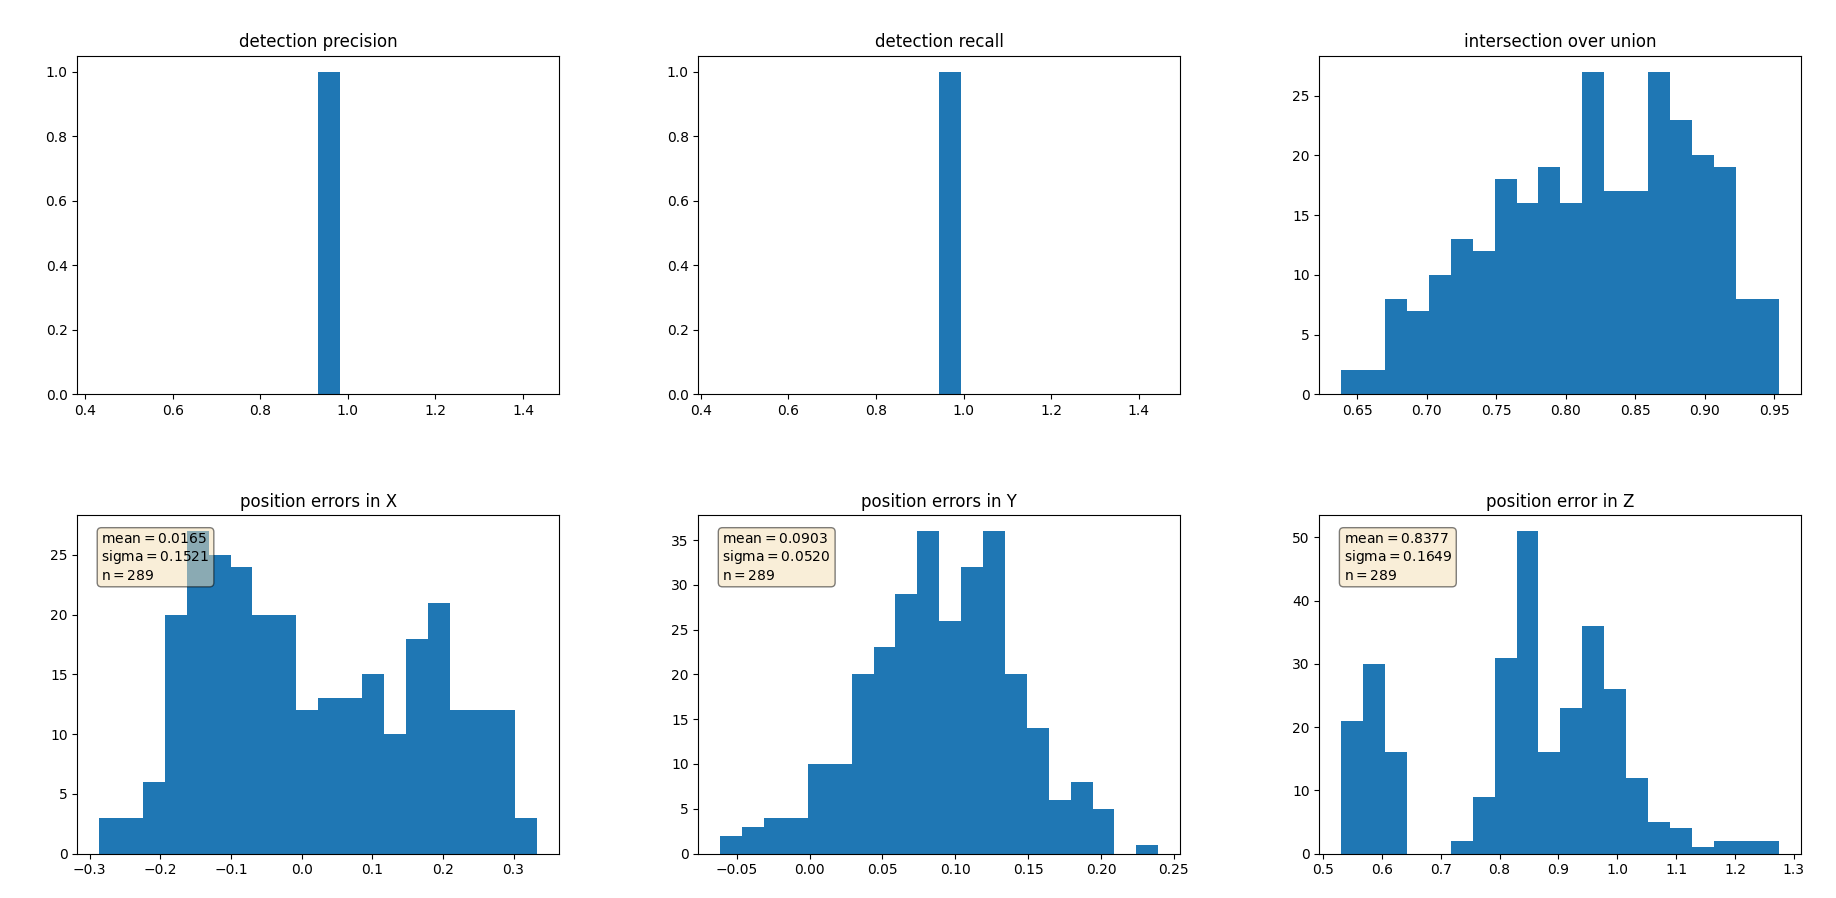 detection precision
1.0
0.8
0.6
0.4
0.2
0.0
0.4 0.6 0.8 1.0 1.2 1.4
detection recall
1.0
0.8
0.6
0.4
0.2
0.0
0.4 0.6 0.8 1.0 1.2 1.4
intersection over union
25
20
15
10
5
0
0.65 0.70 0.75 0.80 0.85 0.90 0.95
position errors in X
mean = 0.0165
sigma = 0.1521
n = 289
25
20
15
10
5
0
−0.3 −0.2 −0.1 0.0 0.1 0.2 0.3
position errors in Y
mean = 0.0903
sigma = 0.0520
n = 289
35
30
25
20
15
10
5
0
−0.05 0.00 0.05 0.10 0.15 0.20 0.25
position error in Z
mean = 0.8377
sigma = 0.1649
n = 289
50
40
30
20
10
0
0.5 0.6 0.7 0.8 0.9 1.0 1.1 1.2 1.3